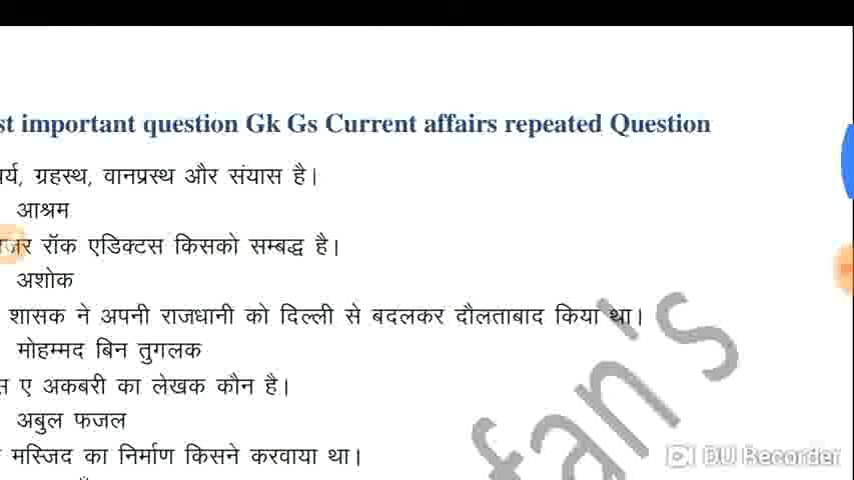 st important question Gk Gs Current affairs repeated Question
र्य, ग्रहस्थ, वानप्रस्थ और संयास है।
आश्रम
रॉक एडिक्टस किसको सम्बद्ध है।
अशोक
शासक ने अपनी राजधानी को दिल्ली से बदलकर दौलताबाद किया था।
मोहम्मद बिन तुगलक
ए अकबरी का लेखक कौन है।
अबुल फजल
मस्जिद का निर्माण किसने करवाया था।
fan's
DU Recorder